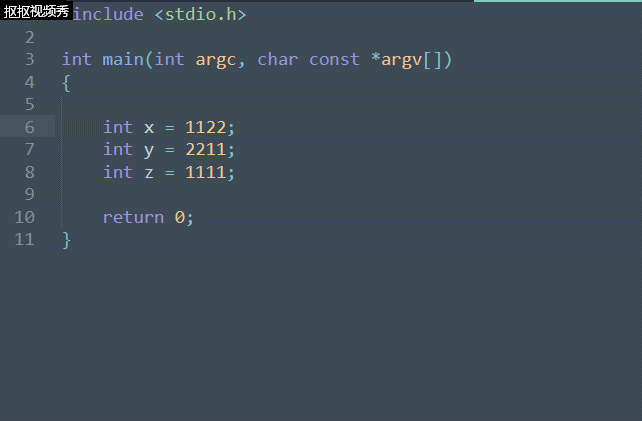 抠抠视频秀
include <stdio.h>
2
3 int main(int argc, char const *argv[])
4 {
5
6 int x = 1122;
7 int y = 2211;
8 int z = 1111;
9
10 return 0;
11 }